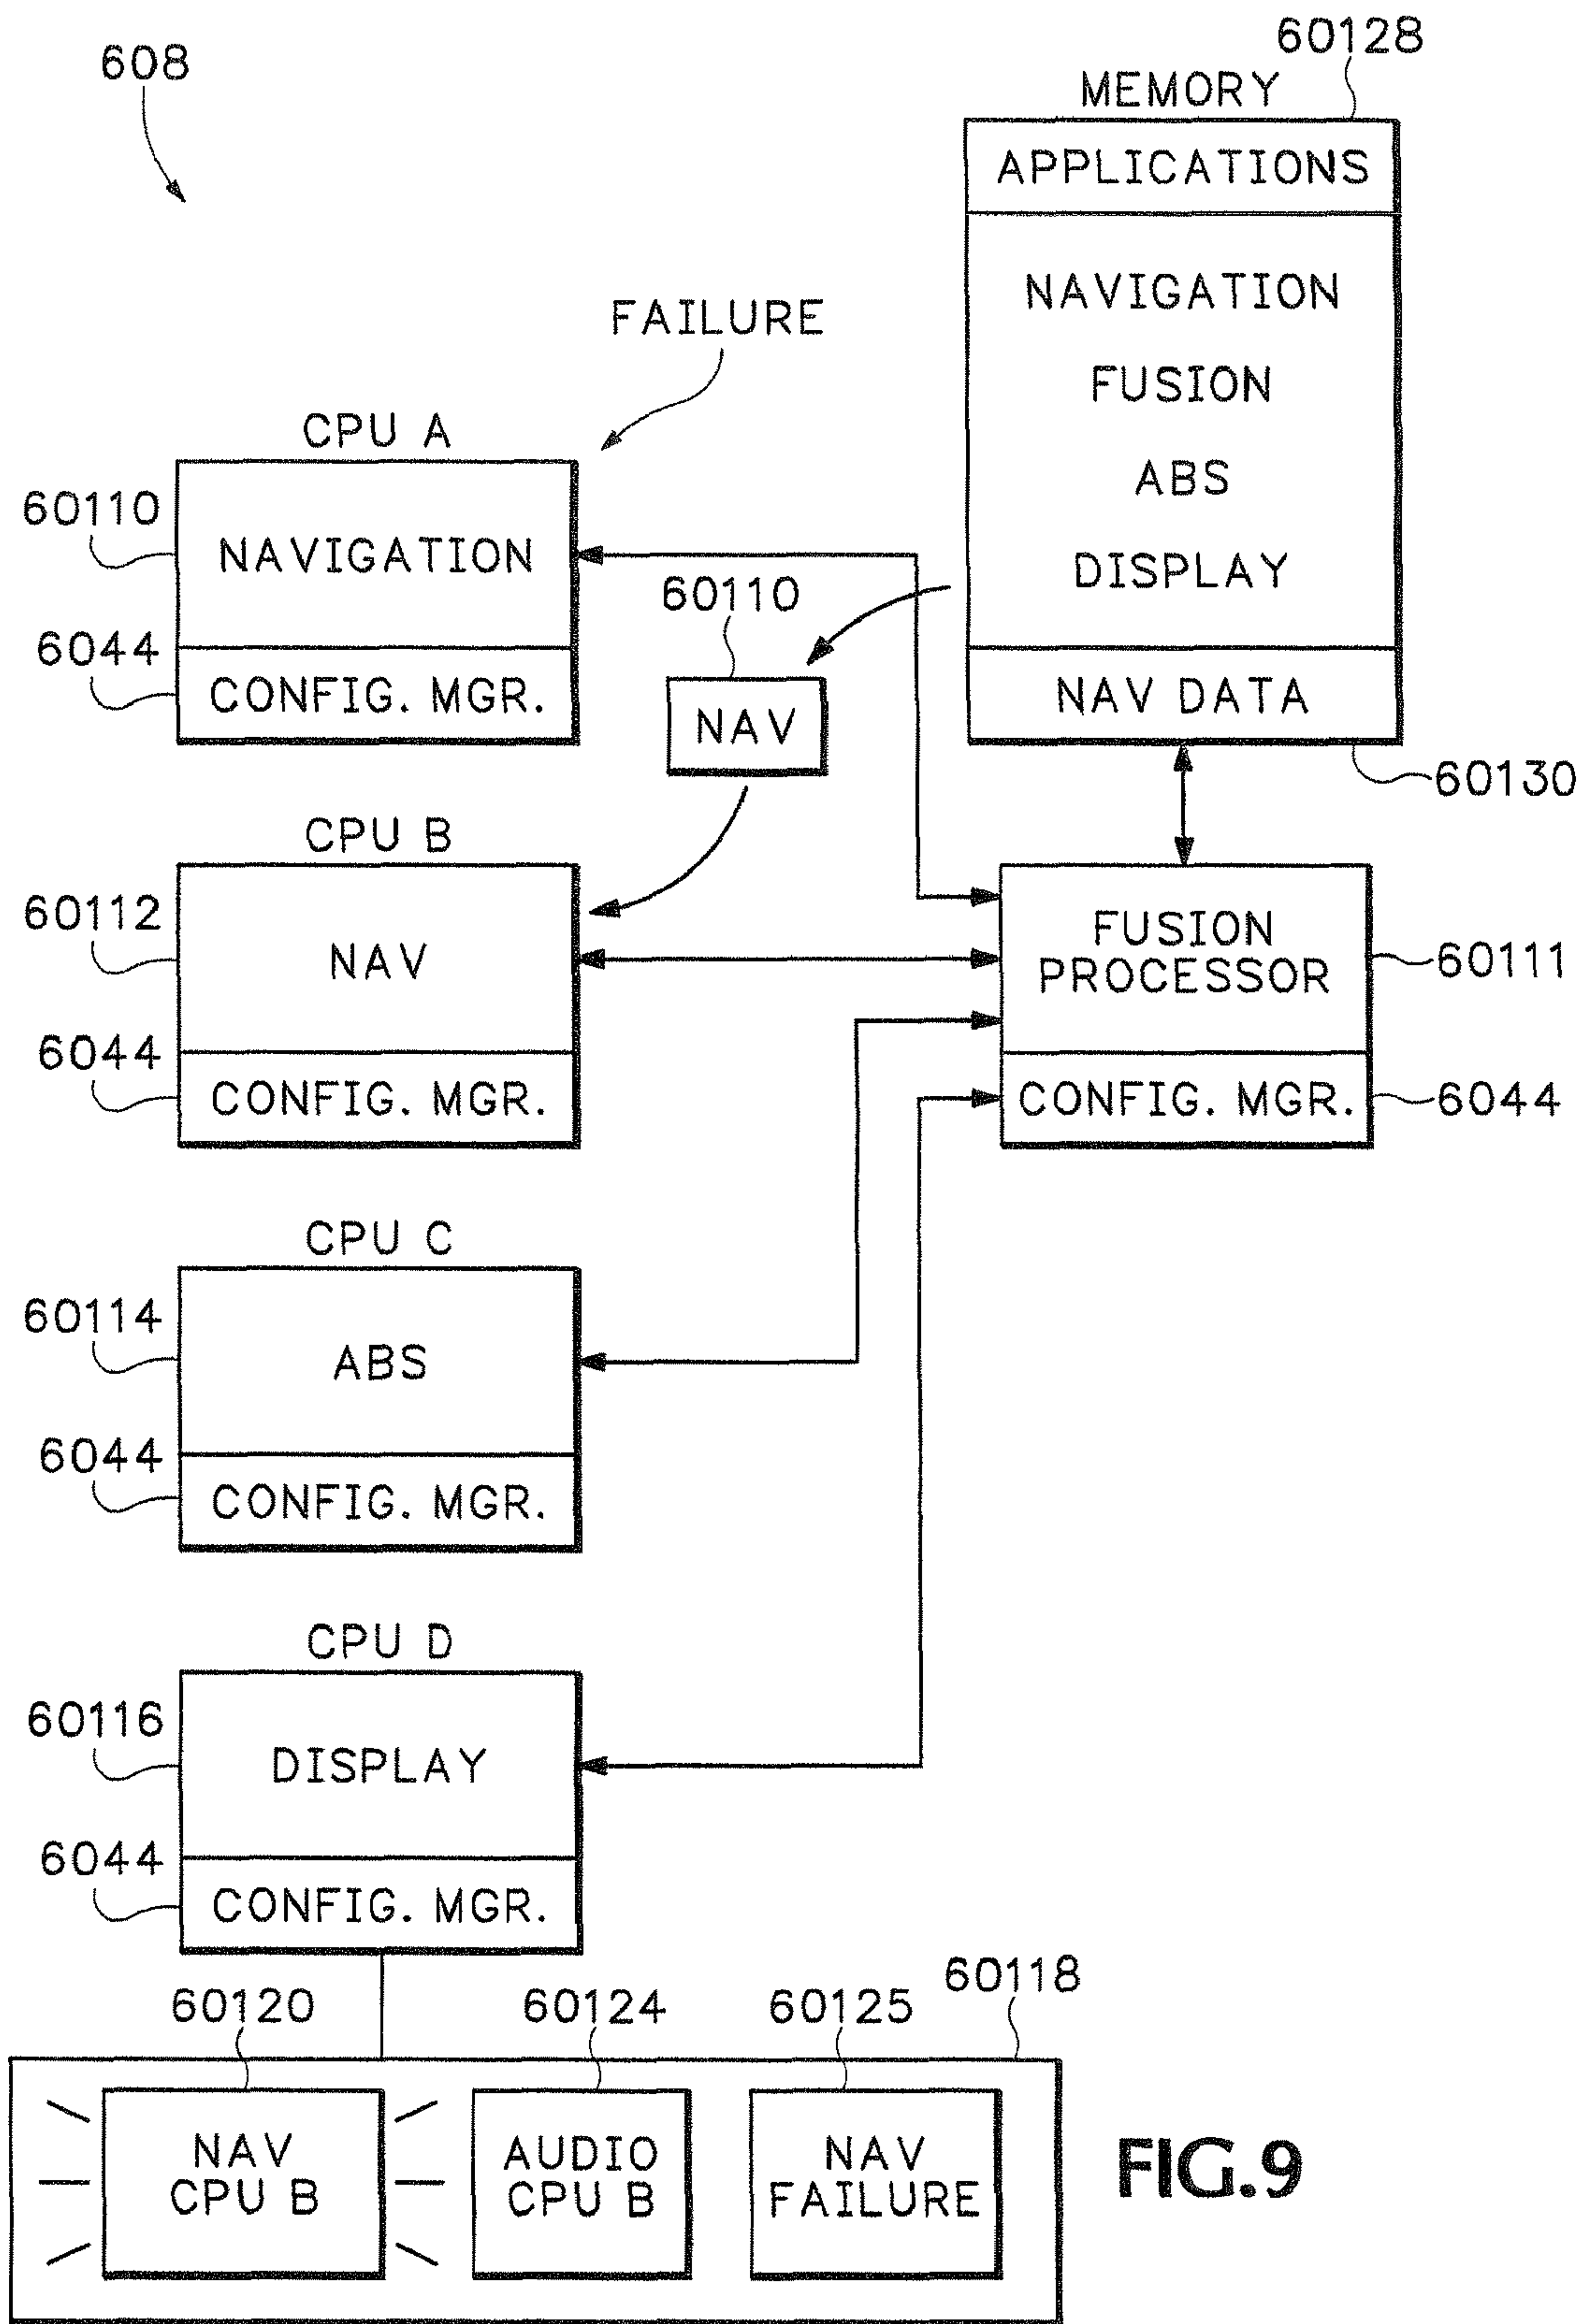 608
60128
MEMORY
APPLICATIONS
NAVIGATION
FUSION
ABS
DISPLAY
NAV DATA
60130
FAILURE
CPU A
60110
NAVIGATION
6044
CONFIG. MGR.
60110
NAV
CPU B
60112
NAV
6044
CONFIG. MGR.
FUSION
PROCESSOR
60111
CONFIG. MGR.
6044
CPU C
60114
ABS
6044
CONFIG. MGR.
CPU D
60116
DISPLAY
6044
CONFIG. MGR.
60118
60120
60124
60125
NAV
CPU B
AUDIO
CPU B
NAV
FAILURE
FIG.9